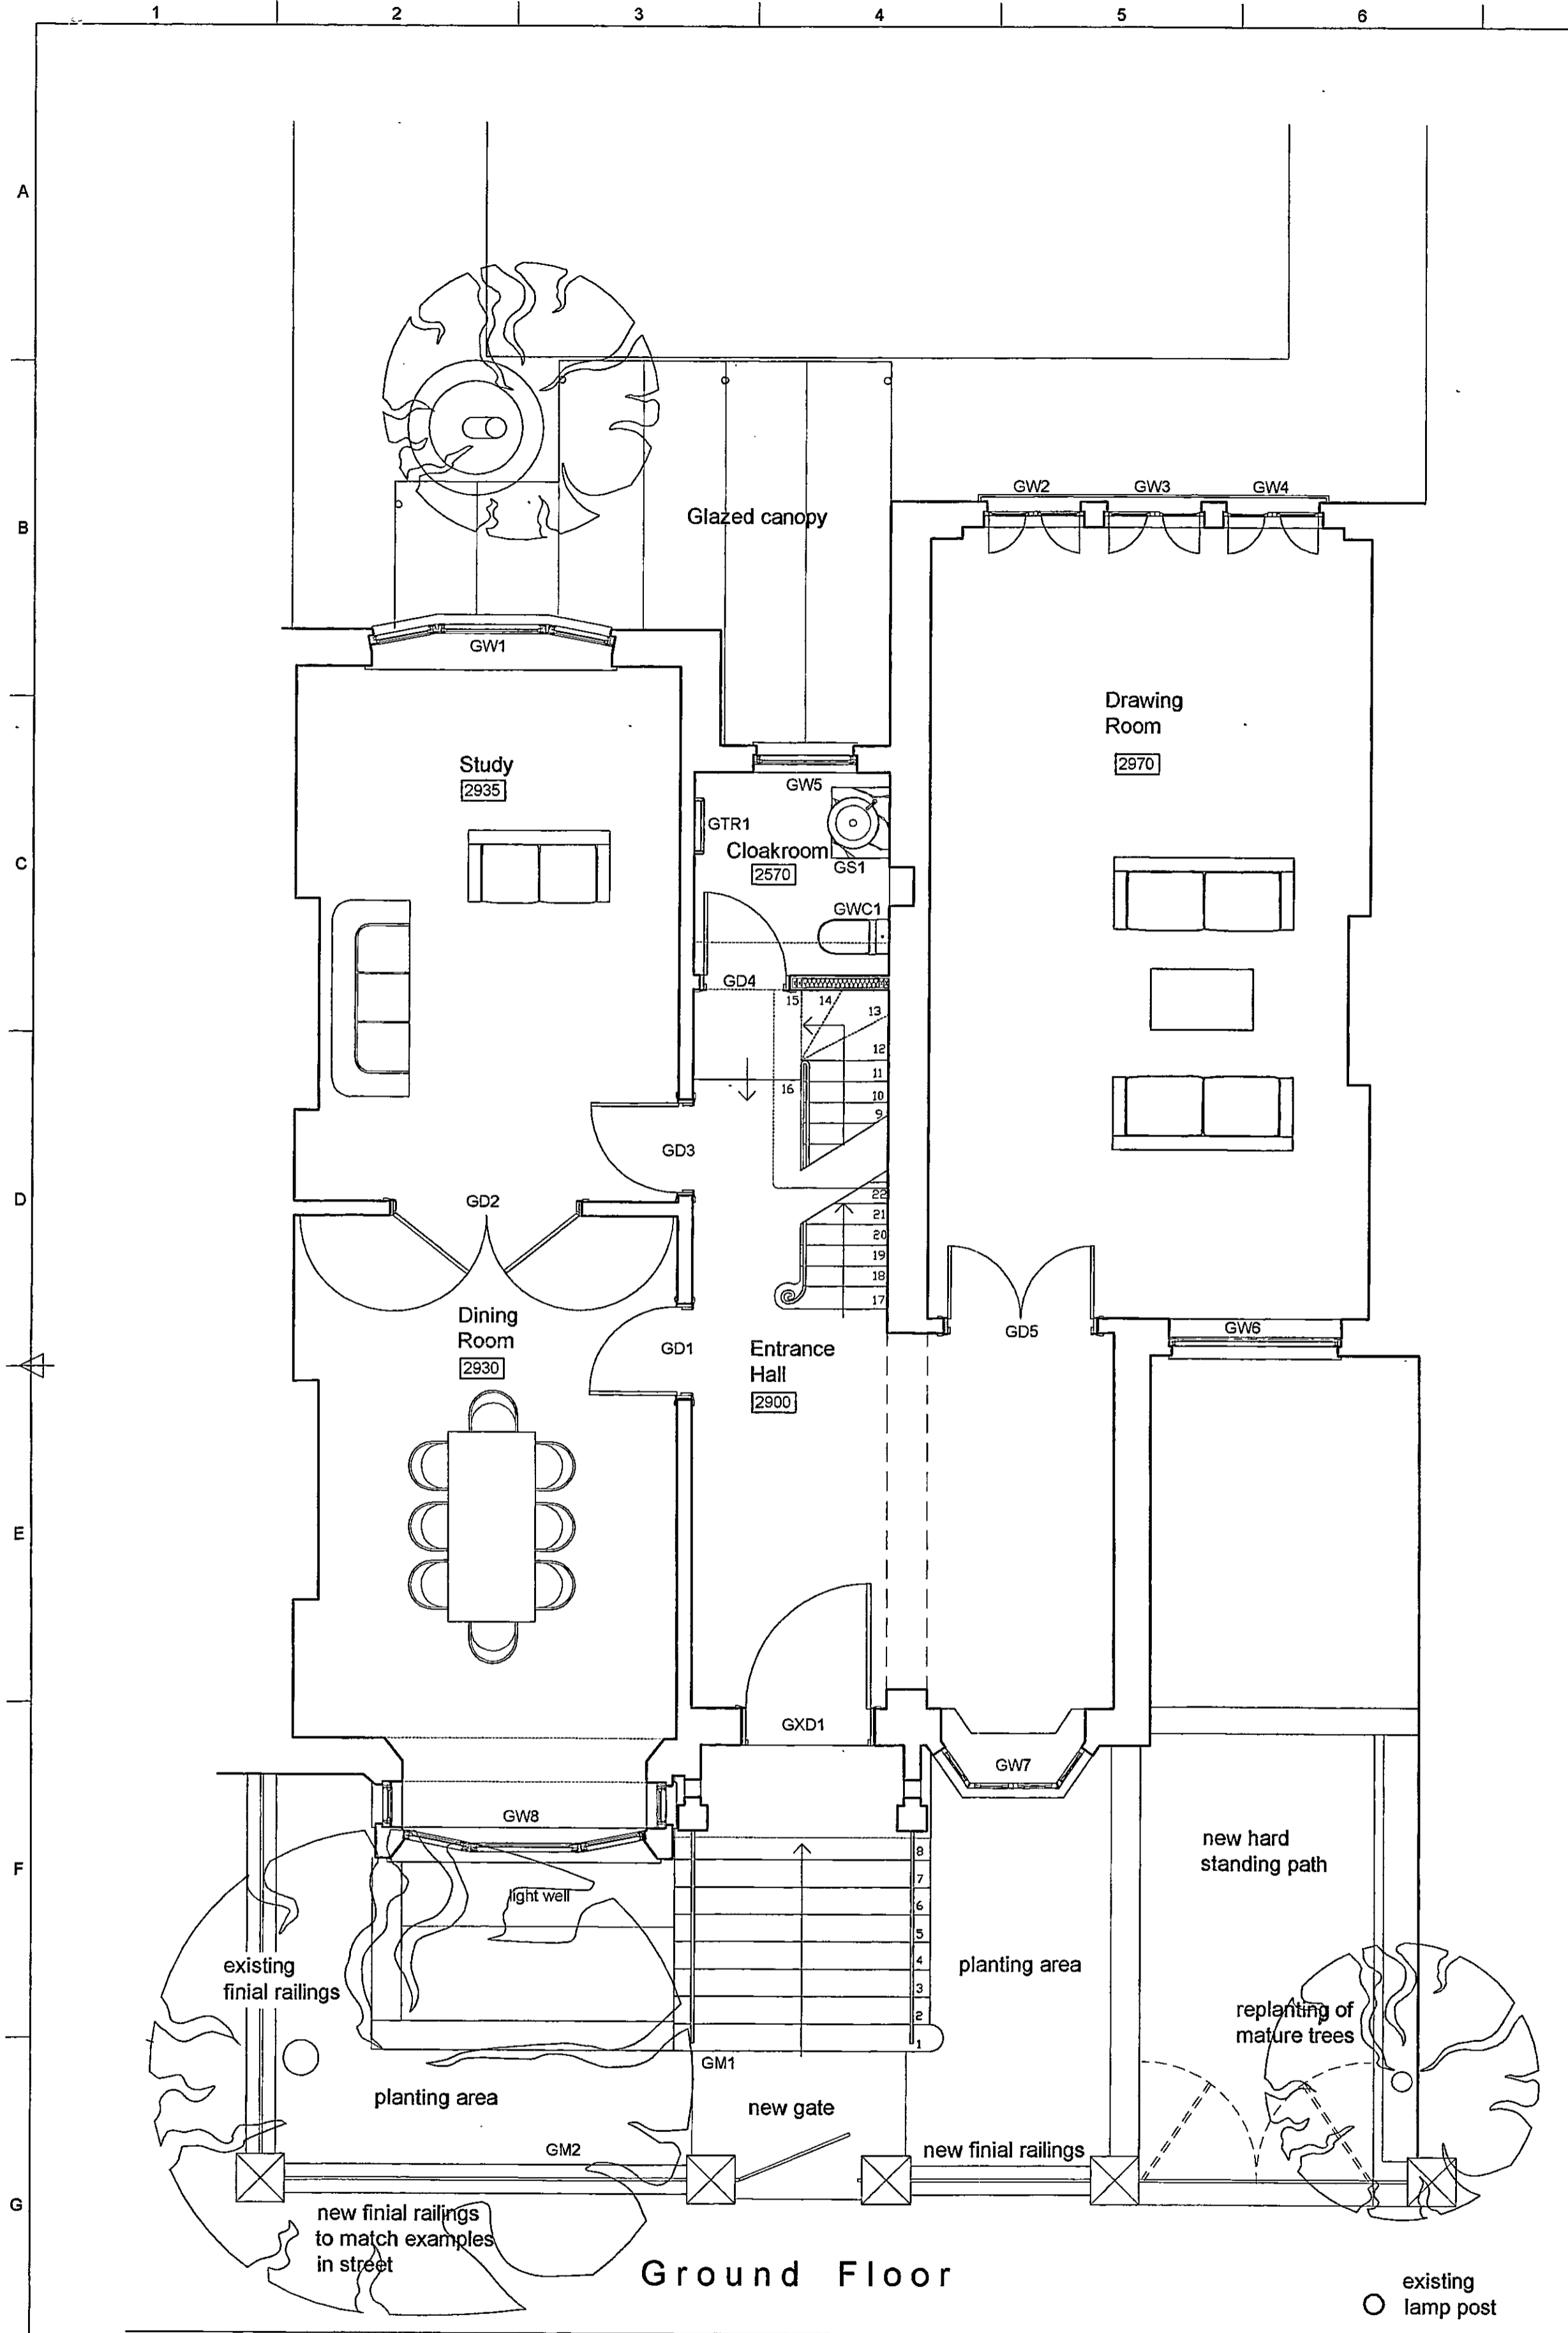 1 2 3 4 5 6
A
B
C
D
E
F
G
GW2 GW3 GW4
Glazed canopy
GW1
Drawing
Room
2970
Study
2935
GW5
GTR1
Cloakroom
2570
GS1
GWC1
GD4
15 14
13
12
11
16
10
9
GD3
GD2
22
21
20
19
18
17
Dining
Room
2930
GD1
Entrance
Hall
2900
GD5
GW6
GXD1
GW7
GW8
light well
8
7
6
5
4
3
2
1
new hard
standing path
existing
finial railings
planting area
replanting of
mature trees
GM1
planting area
new gate
GM2
new finial railings
new finial railings
to match examples
in street
Ground Floor
existing
lamp post